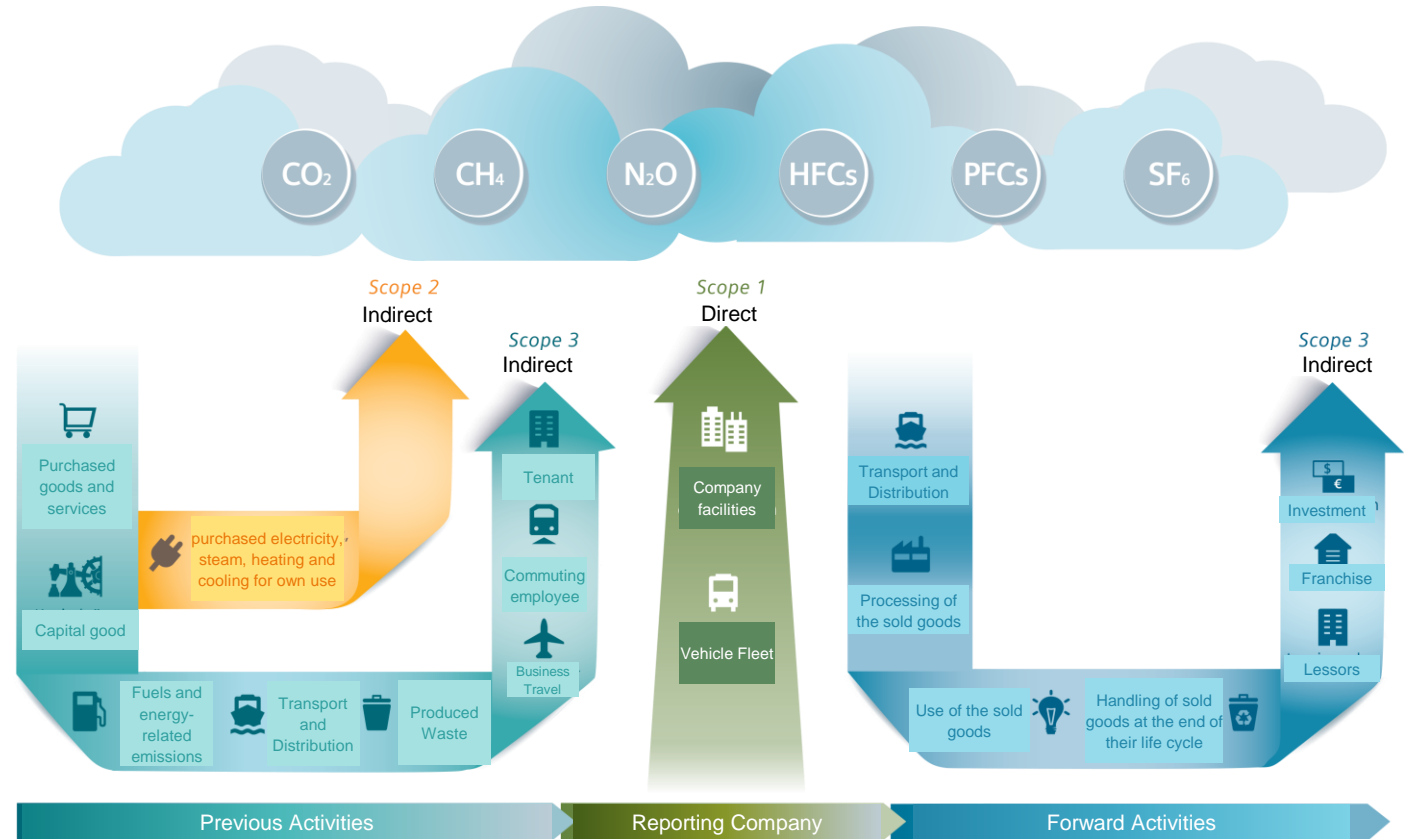 CO₂
CH₄
N₂O
HFCs
PFCs
SF₆
Scope 2
Indirect
Scope 3
Indirect
Scope 1
Direct
Scope 3
Indirect
Purchased
goods and
services
Capital good
purchased electricity,
steam, heating and
cooling for own use
Fuels and
energy-
related
emissions
Transport
and
Distribution
Produced
Waste
Tenant
Commuting
employee
Business
Travel
Company
facilities
Vehicle Fleet
Transport and
Distribution
Processing of
the sold goods
Use of the sold
goods
Handling of sold
goods at the end of
their life cycle
$
€
Investment
Franchise
Lessors
Previous Activities
Reporting Company
Forward Activities